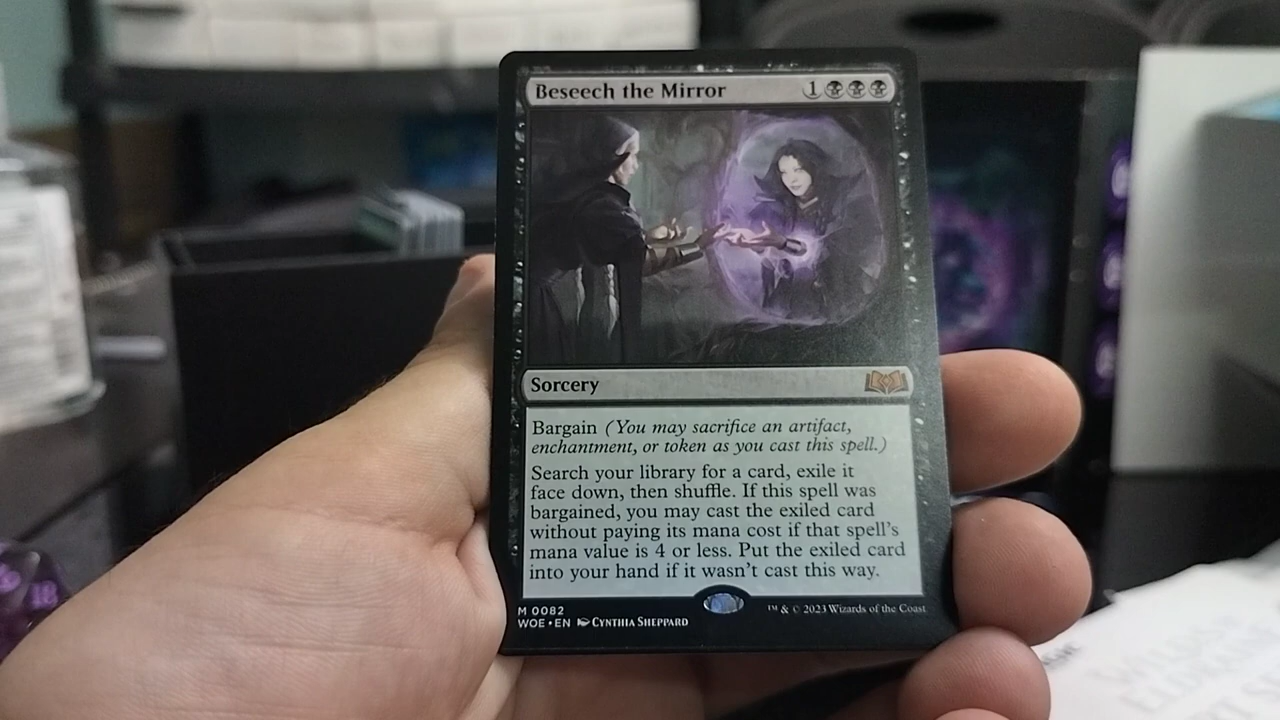 Beseech the Mirror 1
Sorcery
Bargain (You may sacrifice an artifact,
enchantment, or token as you cast this spell.)
Search your library for a card, exile it
face down, then shuffle. If this spell was
bargained, you may cast the exiled card
without paying its mana cost if that spell's
mana value is 4 or less. Put the exiled card
into your hand if it wasn't cast this way.
M 0082
WOE • EN CYNTHIA SHEPPARD
™ & © 2023 Wizards of the Coast